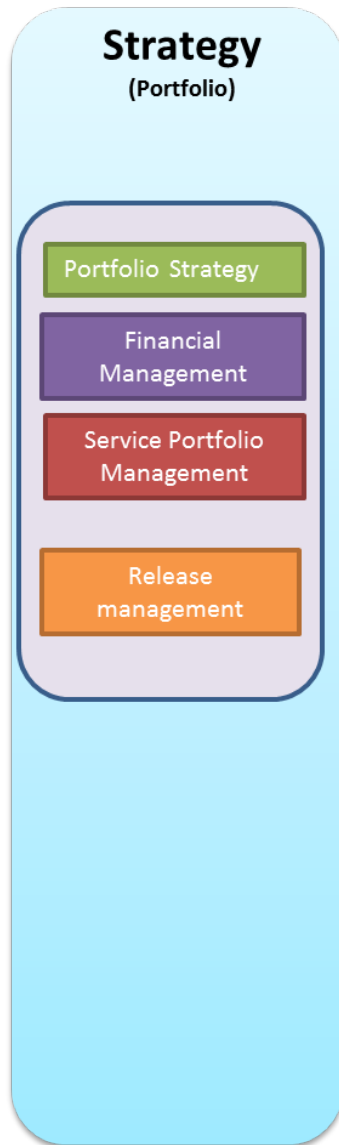 Strategy
(Portfolio)
Portfolio Strategy
Financial
Management
Service Portfolio
Management
Release
management